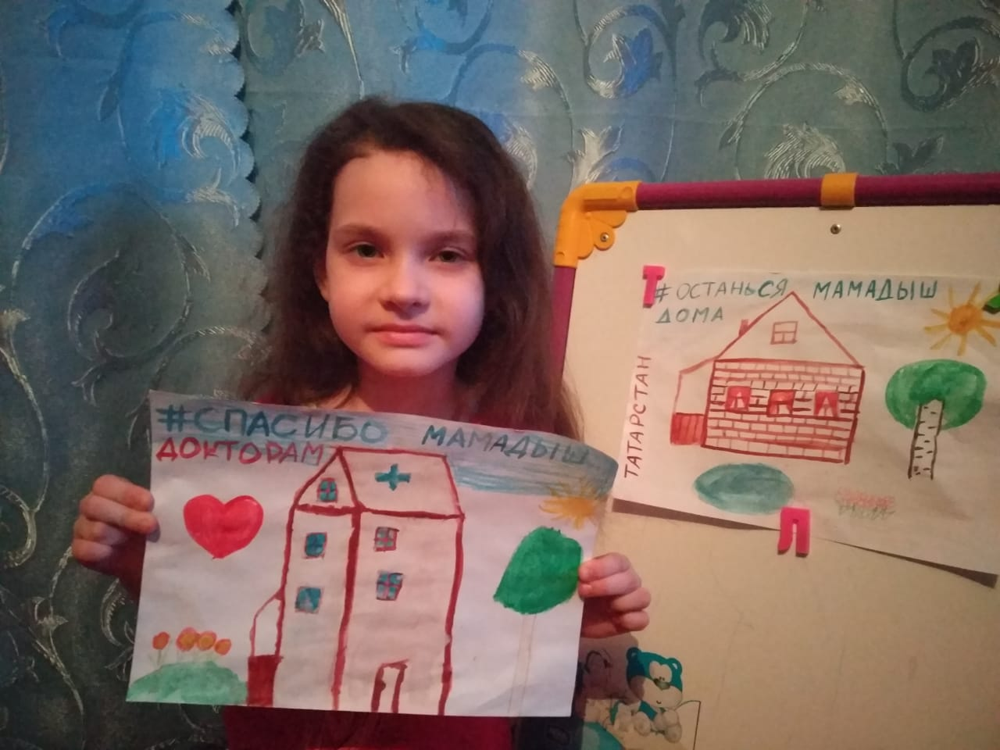 #СПАСИБО МАМАДЫШ
ДОКТОРАМ
#ОСТАНЬСЯ МАМАДЫШ
ДОМА
ТАТАРСТАН
Т
Л